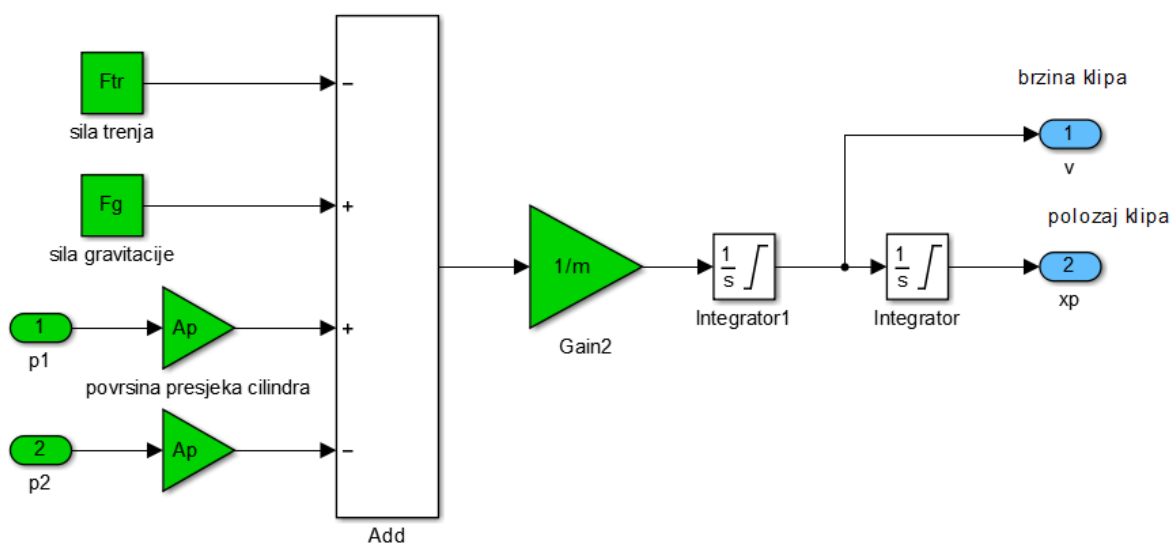 Ftr
−
sila trenja
Fg
+
sila gravitacije
1
p1
Ap
+
povrsina presjeka cilindra
2
p2
Ap
−
Add
1/m
Gain2
1
s
Integrator1
1
s
Integrator
brzina klipa
1
v
polozaj klipa
2
xp